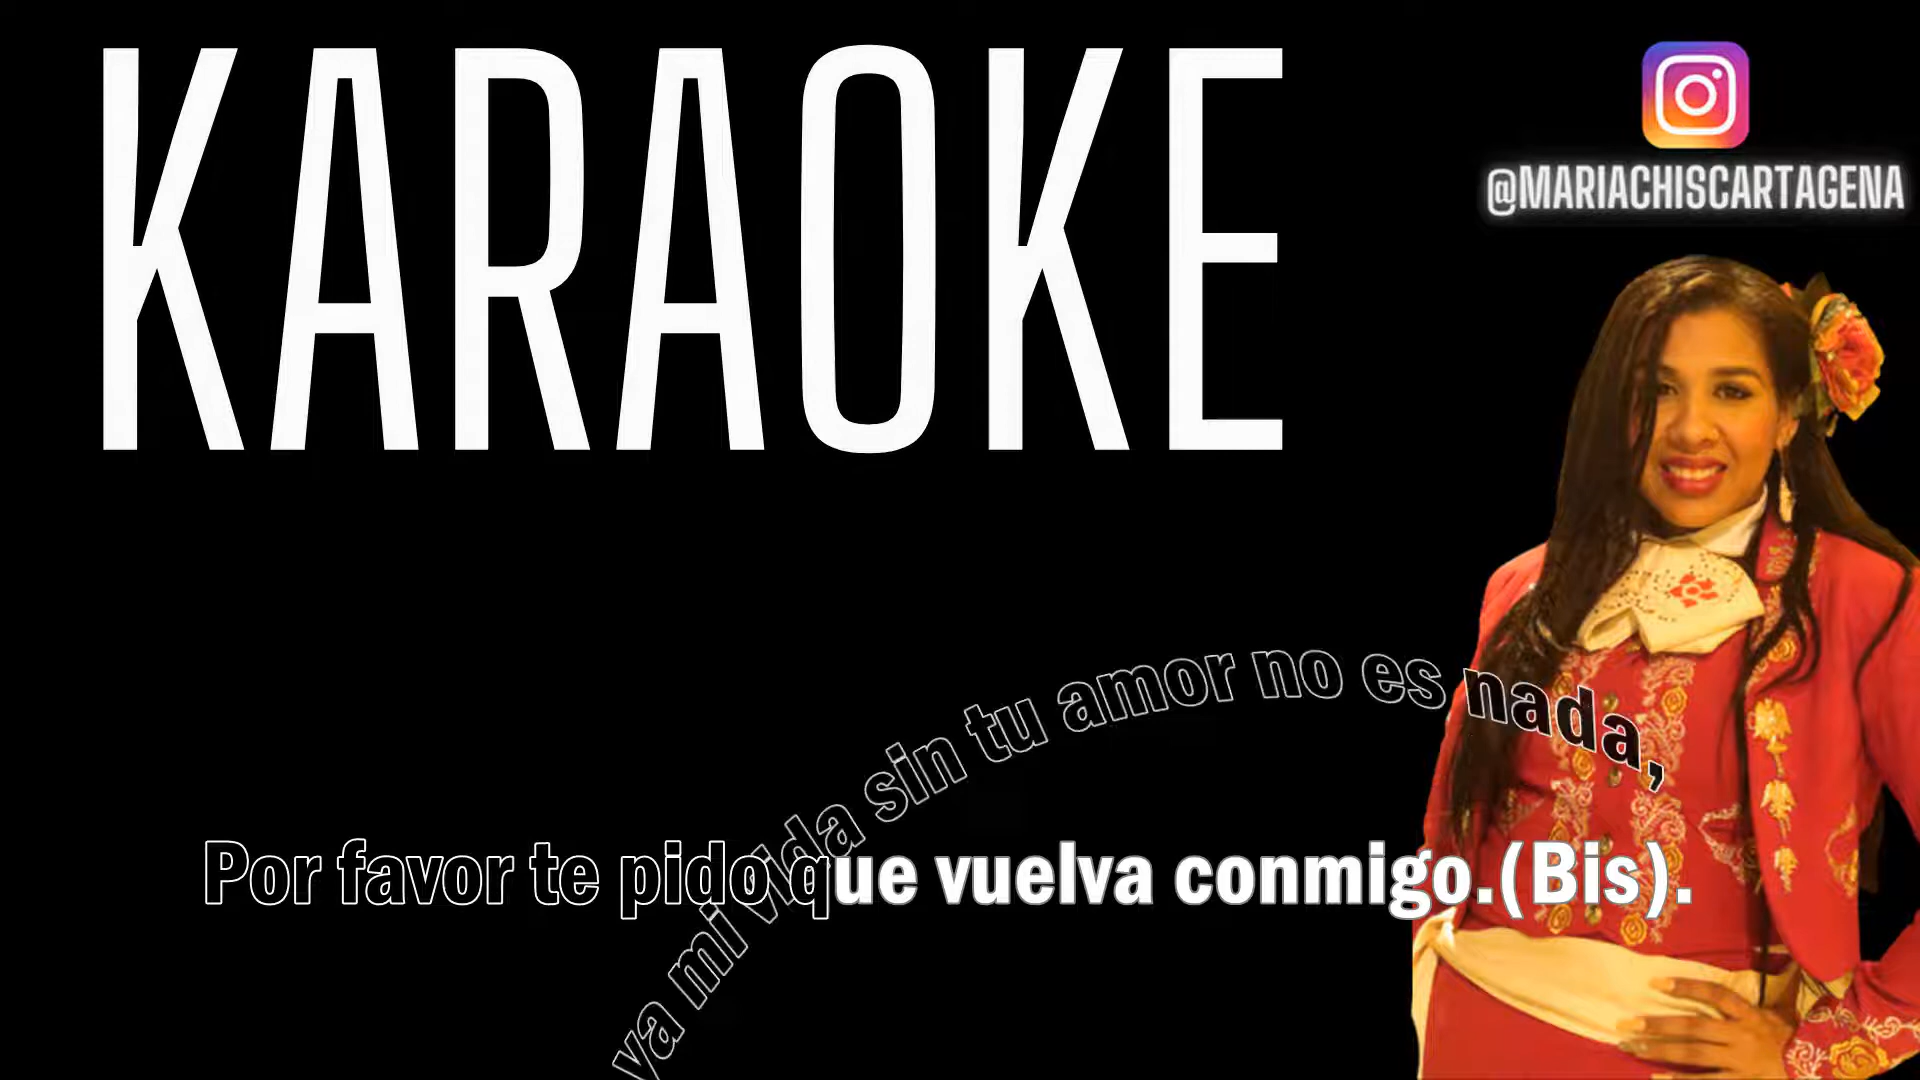 KARAOKE
@MARIACHISCARTAGENA
ya mi vida sin tu amor no es nada,
Por favor te pido que vuelva conmigo.(Bis).